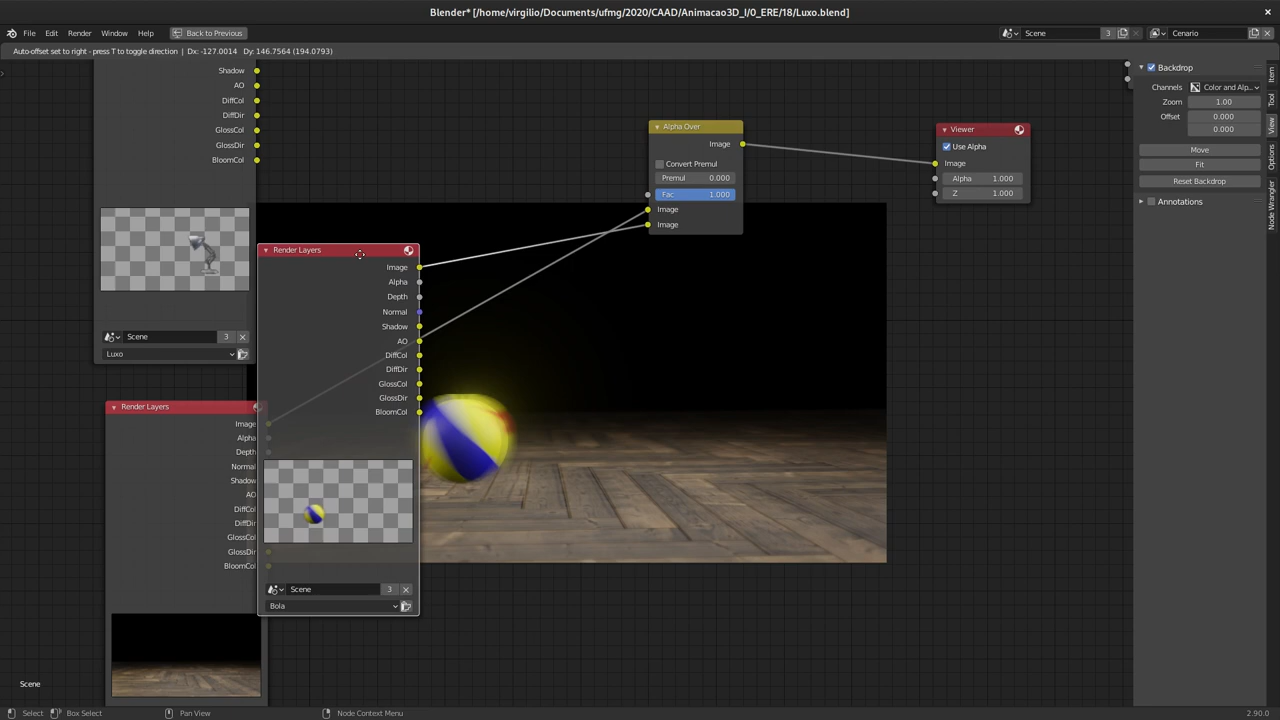 Blender* [/home/virgilio/Documents/ufmg/2020/CAAD/Animacao3D_I/0_ERE/18/Luxo.blend]
File Edit Render Window Help Back to Previous Scene 3 Cenario
Auto-offset set to right - press T to toggle direction | Dx: -127.0014 Dy: 146.7564 (194.0793)
Shadow
AO
DiffCol
DiffDir
GlossCol
GlossDir
BloomCol
Scene 3
Luxo
Render Layers
Image
Alpha
Depth
Normal
Shadow
AO
DiffCol
DiffDir
GlossCol
GlossDir
BloomCol
Render Layers
Image
Alpha
Depth
Normal
Shadow
AO
DiffCol
DiffDir
GlossCol
GlossDir
BloomCol
Scene 3
Bola
Alpha Over
Image
Convert Premul
Premul 0.000
Fac 1.000
Image
Image
Viewer
Use Alpha
Image
Alpha 1.000
Z 1.000
Backdrop
Channels Color and Alp...
Zoom 1.00
Offset 0.000
0.000
Move
Fit
Reset Backdrop
Annotations
Item
Tool
View
Options
Node Wrangler
Scene
Select Box Select Pan View Node Context Menu 2.90.0